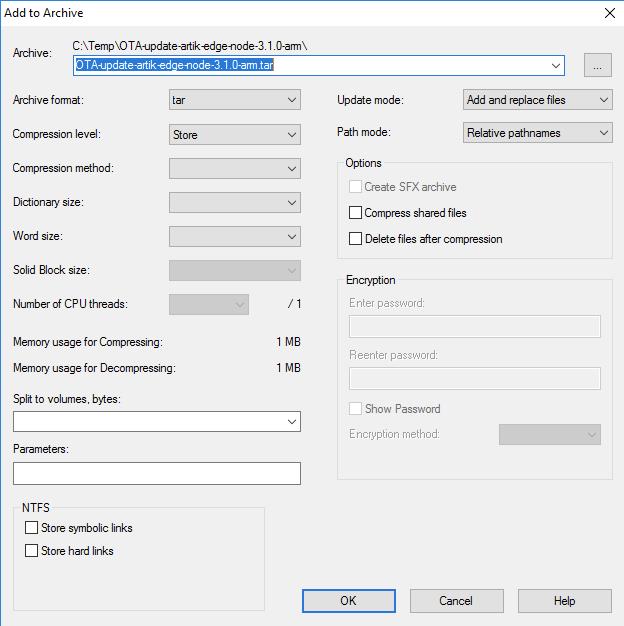 Add to Archive
Archive: C:\Temp\OTA-update-artik-edge-node-3.1.0-arm\
OTA-update-artik-edge-node-3.1.0-arm.tar
...
Archive format: tar
Update mode: Add and replace files
Compression level: Store
Path mode: Relative pathnames
Compression method:
Options
Create SFX archive
Dictionary size:
Compress shared files
Word size:
Delete files after compression
Solid Block size:
Encryption
Number of CPU threads: / 1
Enter password:
Memory usage for Compressing: 1 MB
Reenter password:
Memory usage for Decompressing: 1 MB
Split to volumes, bytes:
Show Password
Encryption method:
Parameters:
NTFS
Store symbolic links
Store hard links
OK Cancel Help